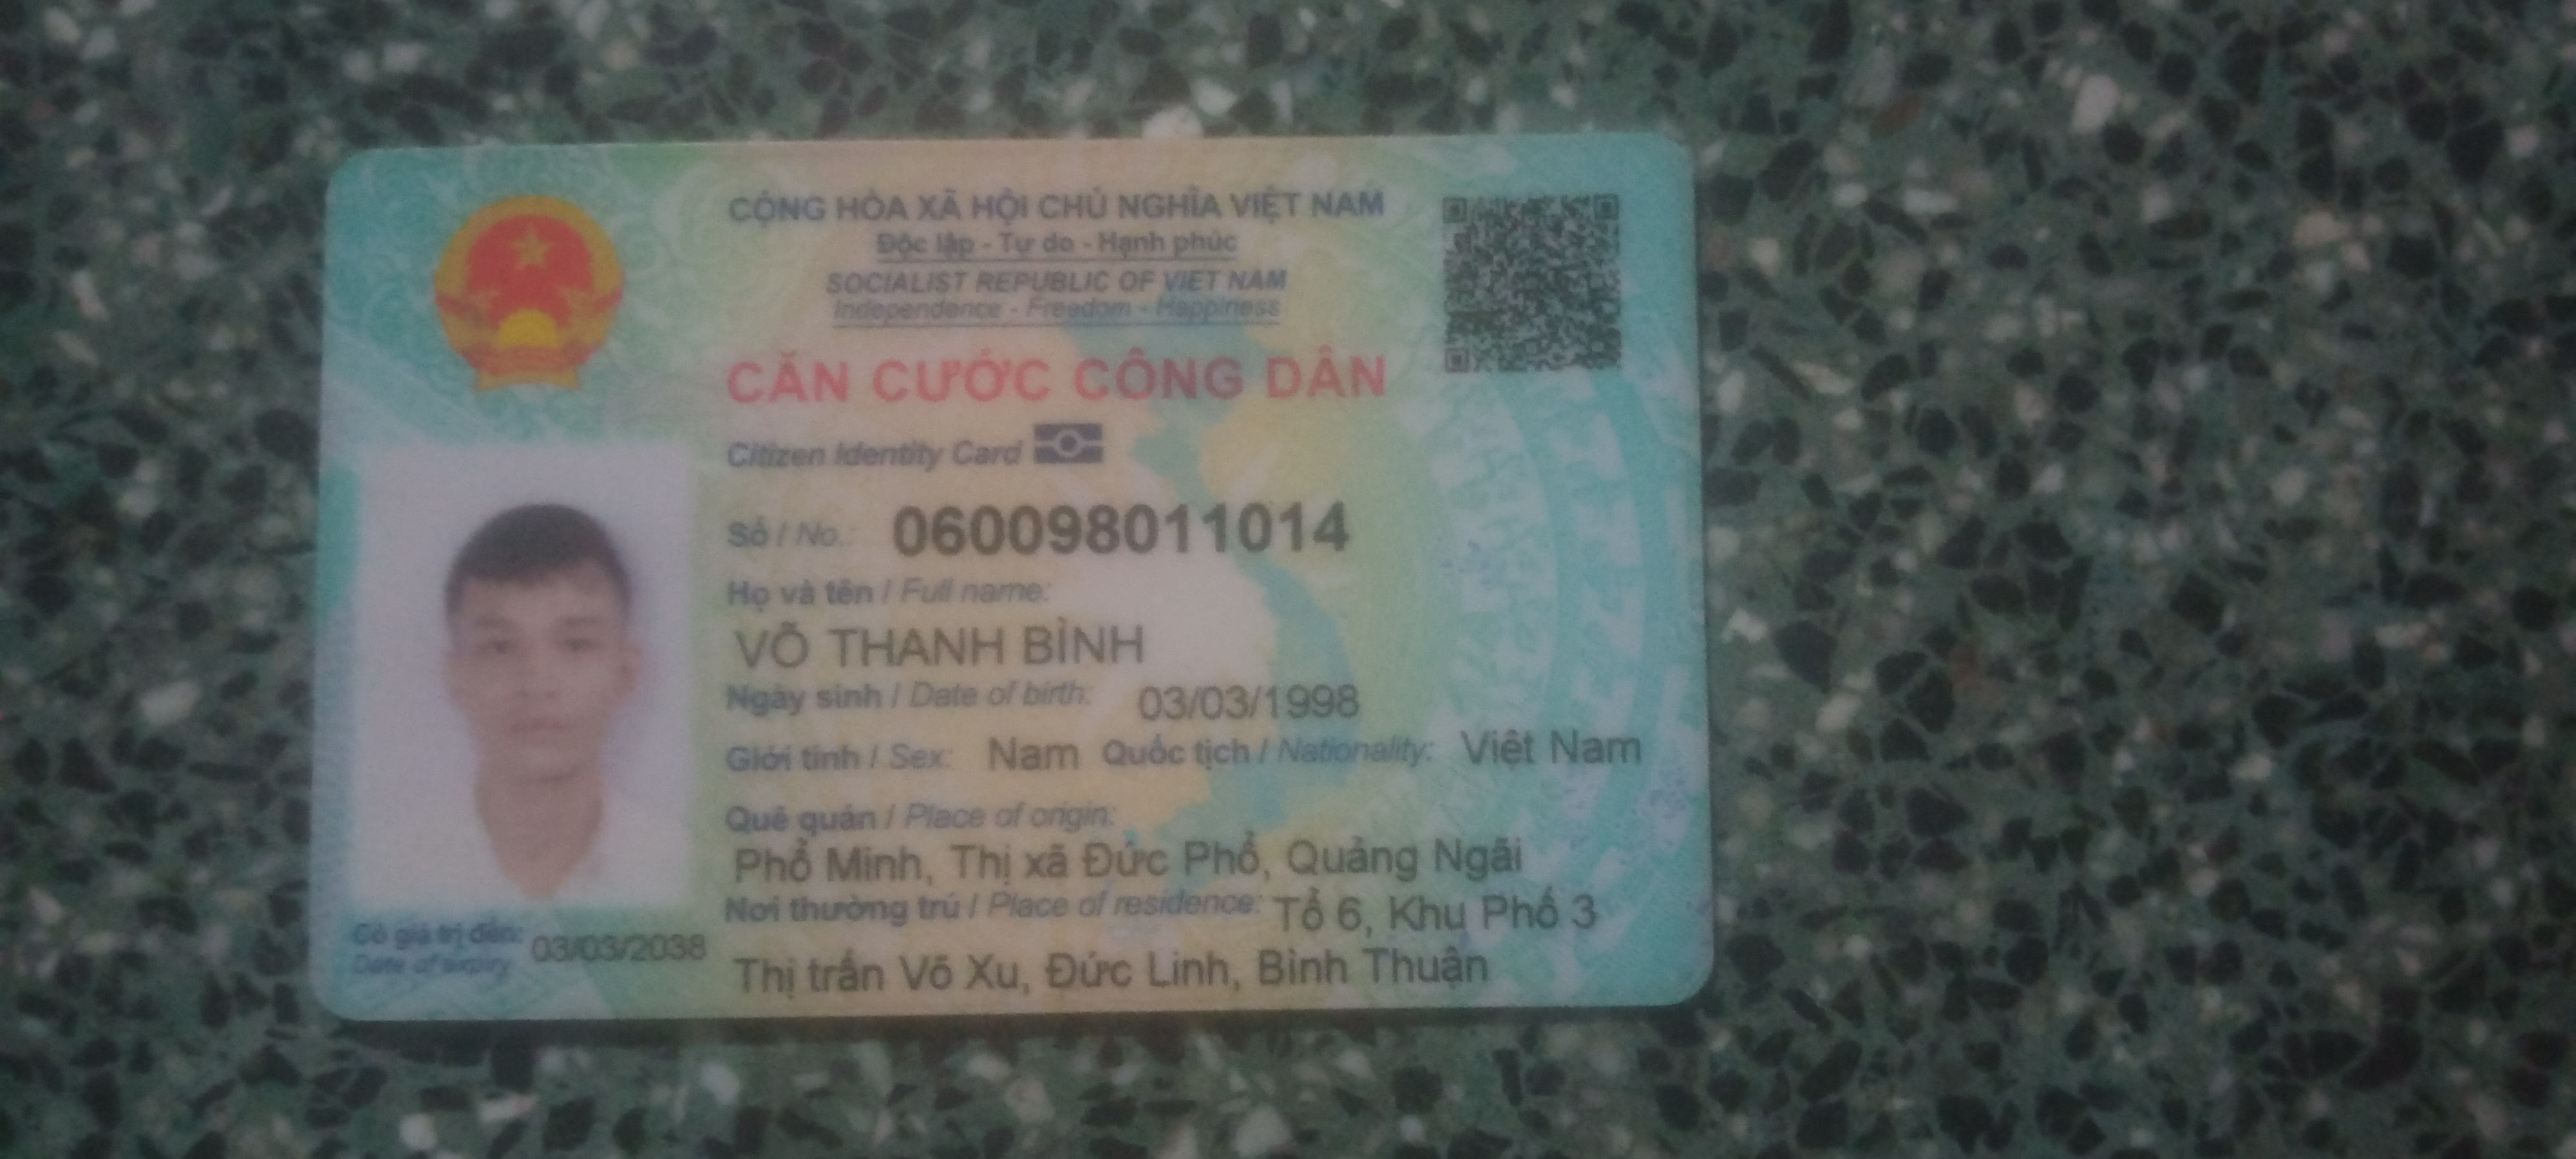 CỘNG HÒA XÃ HỘI CHỦ NGHĨA VIỆT NAM
Độc lập - Tự do - Hạnh phúc
SOCIALIST REPUBLIC OF VIET NAM
Independence - Freedom - Happiness
CĂN CƯỚC CÔNG DÂN
Citizen Identity Card
Số / No.: 060098011014
Họ và tên / Full name:
VÕ THANH BÌNH
Ngày sinh / Date of birth: 03/03/1998
Giới tính / Sex: Nam Quốc tịch / Nationality: Việt Nam
Quê quán / Place of origin:
Phổ Minh, Thị xã Đức Phổ, Quảng Ngãi
Nơi thường trú / Place of residence: Tổ 6, Khu Phố 3
Thị trấn Võ Xu, Đức Linh, Bình Thuận
Có giá trị đến: 03/03/2038
Date of expiry